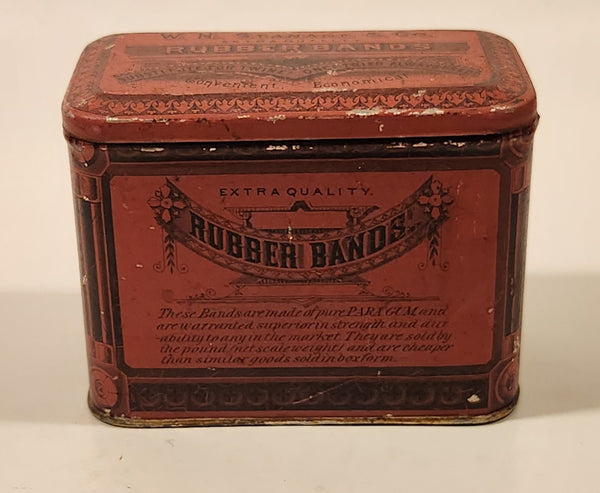 W. H. & Co.
RUBBER BANDS
Convenient Economical
EXTRA QUALITY.
RUBBER BANDS
These Bands are made of pure PARA GUM and
are warranted superior in strength and dur-
ability to any in the market. They are sold by
the pound, net scale weight, and are cheaper
than similar goods sold in box form.